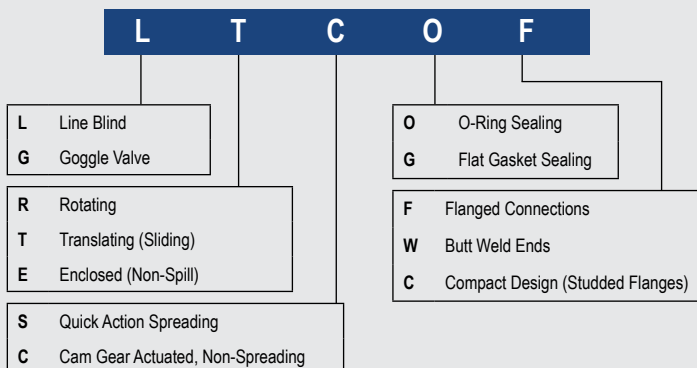 L T C O F
L Line Blind
G Goggle Valve
R Rotating
T Translating (Sliding)
E Enclosed (Non-Spill)
S Quick Action Spreading
C Cam Gear Actuated, Non-Spreading
O O-Ring Sealing
G Flat Gasket Sealing
F Flanged Connections
W Butt Weld Ends
C Compact Design (Studded Flanges)